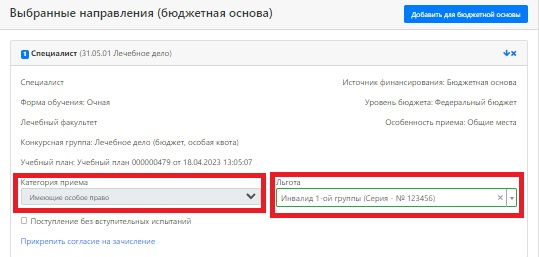 Выбранные направления (бюджетная основа)
Добавить для бюджетной основы
1 Специалист (31.05.01 Лечебное дело)
Специалист
Источник финансирования: Бюджетная основа
Форма обучения: Очная
Уровень бюджета: Федеральный бюджет
Лечебный факультет
Особенность приема: Общие места
Конкурсная группа: Лечебное дело (бюджет, особая квота)
Учебный план: Учебный план 000000479 от 18.04.2023 13:05:07
Категория приема
Льгота
Имеющие особое право
Инвалид 1-ой группы (Серия - № 123456)
Поступление без вступительных испытаний
Прикрепить согласие на зачисление